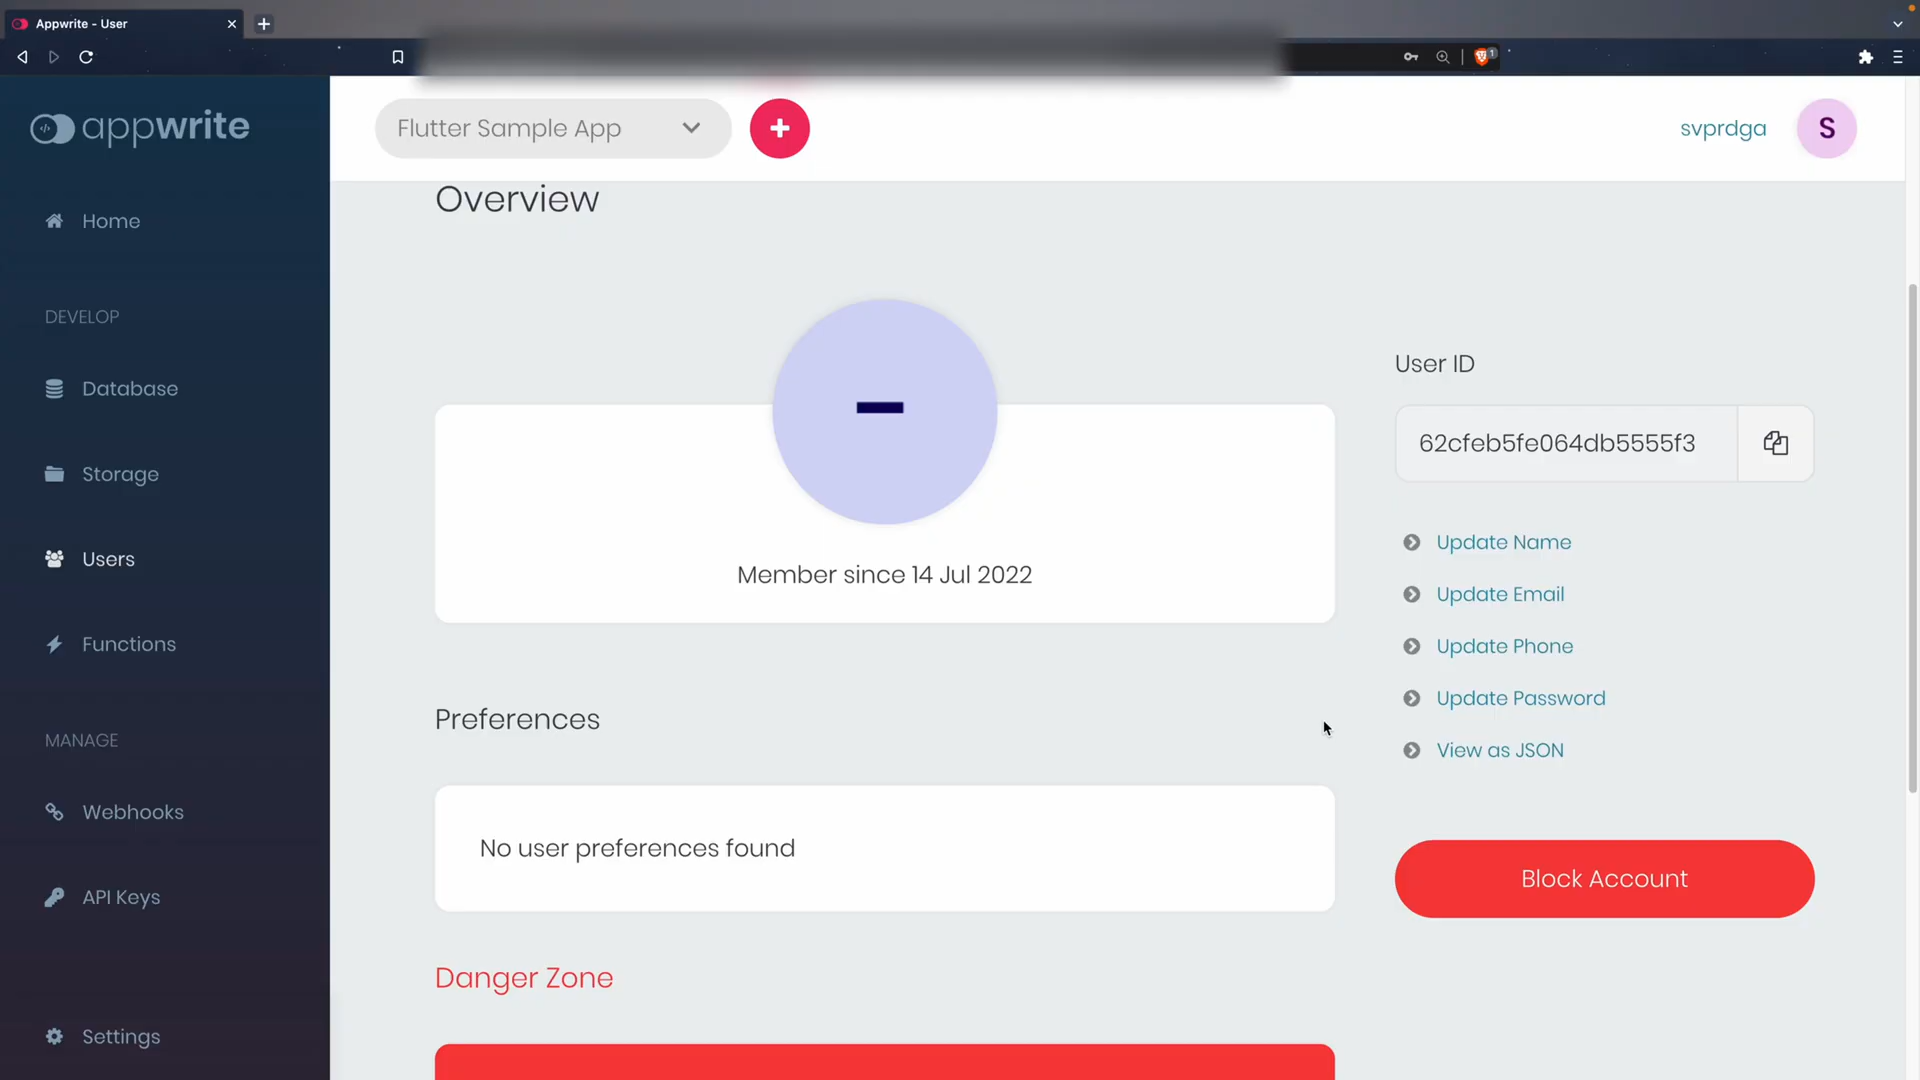 Appwrite - User
1
appwrite
Flutter Sample App
svprdga
S
Home
DEVELOP
Database
Storage
Users
Functions
MANAGE
Webhooks
API Keys
Settings
Overview
Member since 14 Jul 2022
Preferences
No user preferences found
Danger Zone
User ID
62cfeb5fe064db5555f3
Update Name
Update Email
Update Phone
Update Password
View as JSON
Block Account